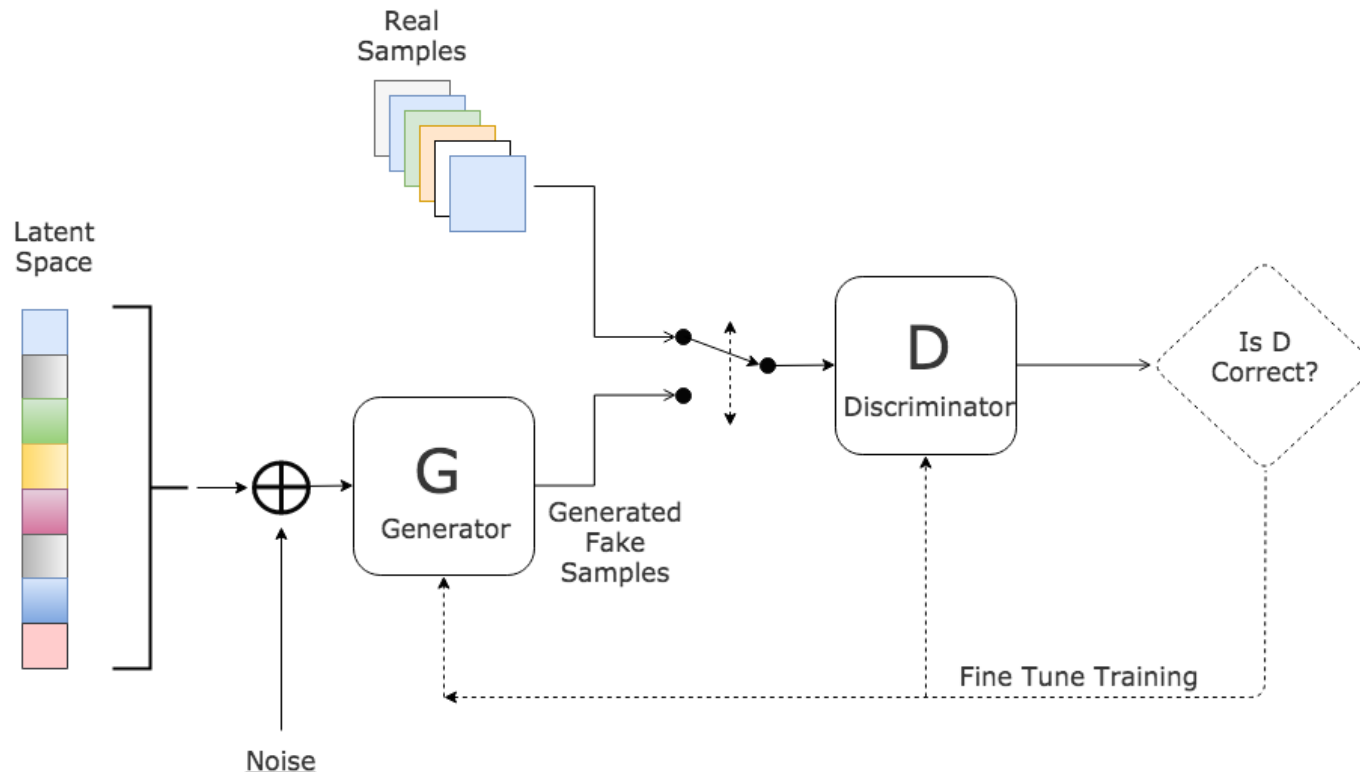 Real
Samples
Latent
Space
D
Discriminator
Is D
Correct?
G
Generator
Generated
Fake
Samples
Fine Tune Training
Noise